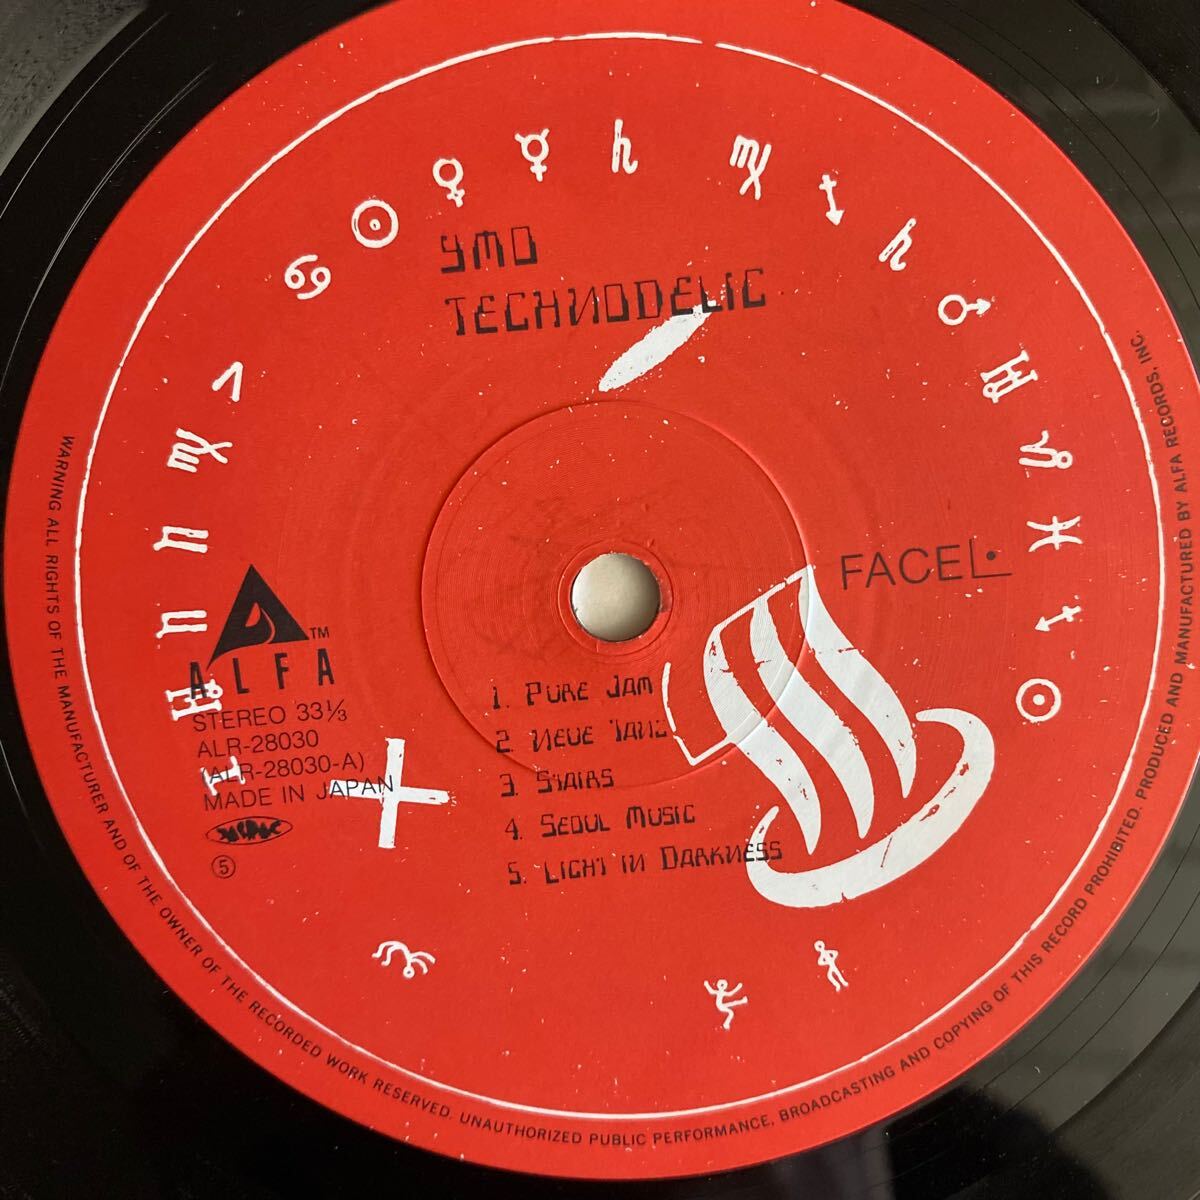 YMO
TECHNODELIC
FACE
ALFA™
STEREO 33⅓
ALR-28030
(ALR-28030-A)
MADE IN JAPAN
⑤
1. PURE JAM
2. NEUE TANZ
3. STAIRS
4. SEOUL MUSIC
5. LIGHT IN DARKNESS
WARNING ALL RIGHTS OF THE MANUFACTURER AND OF THE OWNER OF THE RECORDED WORK RESERVED. UNAUTHORIZED PUBLIC PERFORMANCE, BROADCASTING AND COPYING OF THIS RECORD PROHIBITED. PRODUCED AND MANUFACTURED BY ALFA RECORDS, INC.